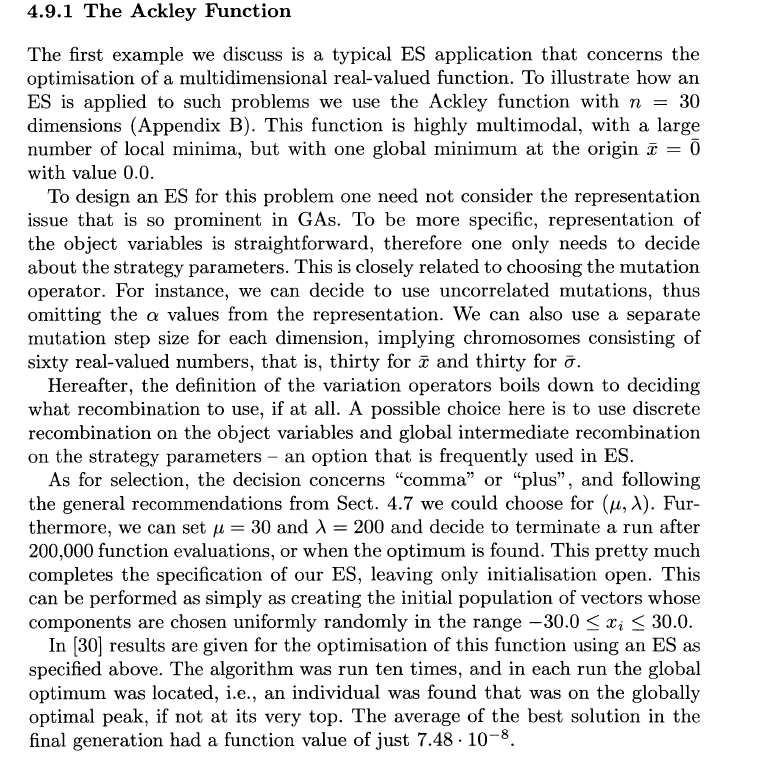 4.9.1 The Ackley Function
The first example we discuss is a typical ES application that concerns the
optimisation of a multidimensional real-valued function. To illustrate how an
ES is applied to such problems we use the Ackley function with n = 30
dimensions (Appendix B). This function is highly multimodal, with a large
number of local minima, but with one global minimum at the origin x̄ = 0̄
with value 0.0.
To design an ES for this problem one need not consider the representation
issue that is so prominent in GAs. To be more specific, representation of
the object variables is straightforward, therefore one only needs to decide
about the strategy parameters. This is closely related to choosing the mutation
operator. For instance, we can decide to use uncorrelated mutations, thus
omitting the α values from the representation. We can also use a separate
mutation step size for each dimension, implying chromosomes consisting of
sixty real-valued numbers, that is, thirty for x̄ and thirty for σ̄.
Hereafter, the definition of the variation operators boils down to deciding
what recombination to use, if at all. A possible choice here is to use discrete
recombination on the object variables and global intermediate recombination
on the strategy parameters – an option that is frequently used in ES.
As for selection, the decision concerns “comma” or “plus”, and following
the general recommendations from Sect. 4.7 we could choose for (μ, λ). Fur-
thermore, we can set μ = 30 and λ = 200 and decide to terminate a run after
200,000 function evaluations, or when the optimum is found. This pretty much
completes the specification of our ES, leaving only initialisation open. This
can be performed as simply as creating the initial population of vectors whose
components are chosen uniformly randomly in the range −30.0 ≤ xᵢ ≤ 30.0.
In [30] results are given for the optimisation of this function using an ES as
specified above. The algorithm was run ten times, and in each run the global
optimum was located, i.e., an individual was found that was on the globally
optimal peak, if not at its very top. The average of the best solution in the
final generation had a function value of just 7.48 · 10⁻⁸.